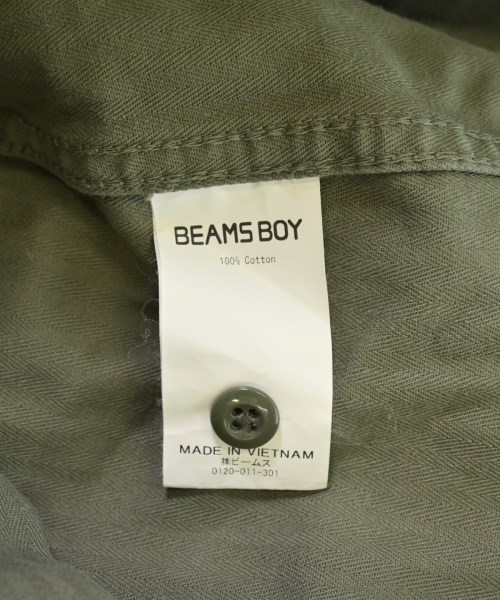 BEAMS BOY
100% Cotton
MADE IN VIETNAM
株ビームス
0120-011-301